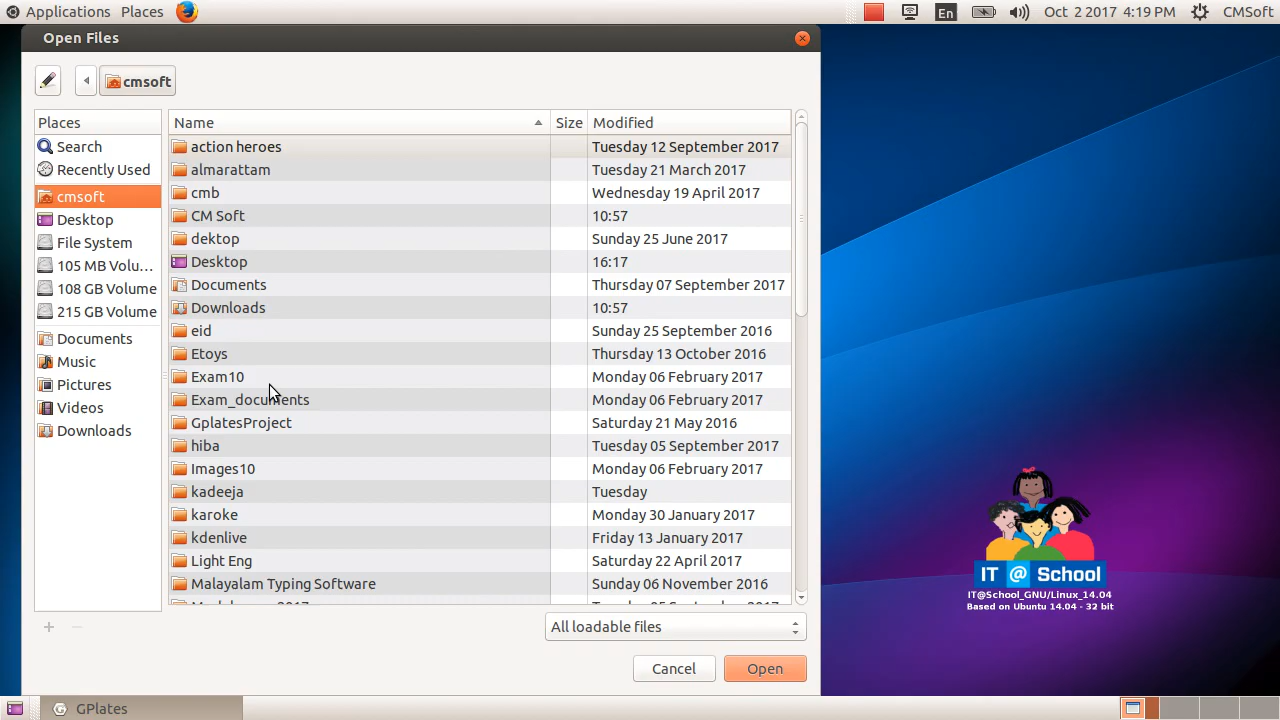 Applications Places En Oct 2 2017 4:19 PM CMSoft
Open Files
cmsoft
Places Name Size Modified
Search action heroes Tuesday 12 September 2017
Recently Used almarattam Tuesday 21 March 2017
cmsoft cmb Wednesday 19 April 2017
CM Soft 10:57
Desktop dektop Sunday 25 June 2017
File System Desktop 16:17
105 MB Volu... Documents Thursday 07 September 2017
108 GB Volume Downloads 10:57
215 GB Volume eid Sunday 25 September 2016
Documents Etoys Thursday 13 October 2016
Music Exam10 Monday 06 February 2017
Pictures Exam_documents Monday 06 February 2017
Videos GplatesProject Saturday 21 May 2016
Downloads hiba Tuesday 05 September 2017
Images10 Monday 06 February 2017
kadeeja Tuesday
karoke Monday 30 January 2017
kdenlive Friday 13 January 2017
Light Eng Saturday 22 April 2017
Malayalam Typing Software Sunday 06 November 2016
All loadable files
Cancel Open
IT @ School
IT@School_GNU/Linux_14.04
Based on Ubuntu 14.04 - 32 bit
GPlates